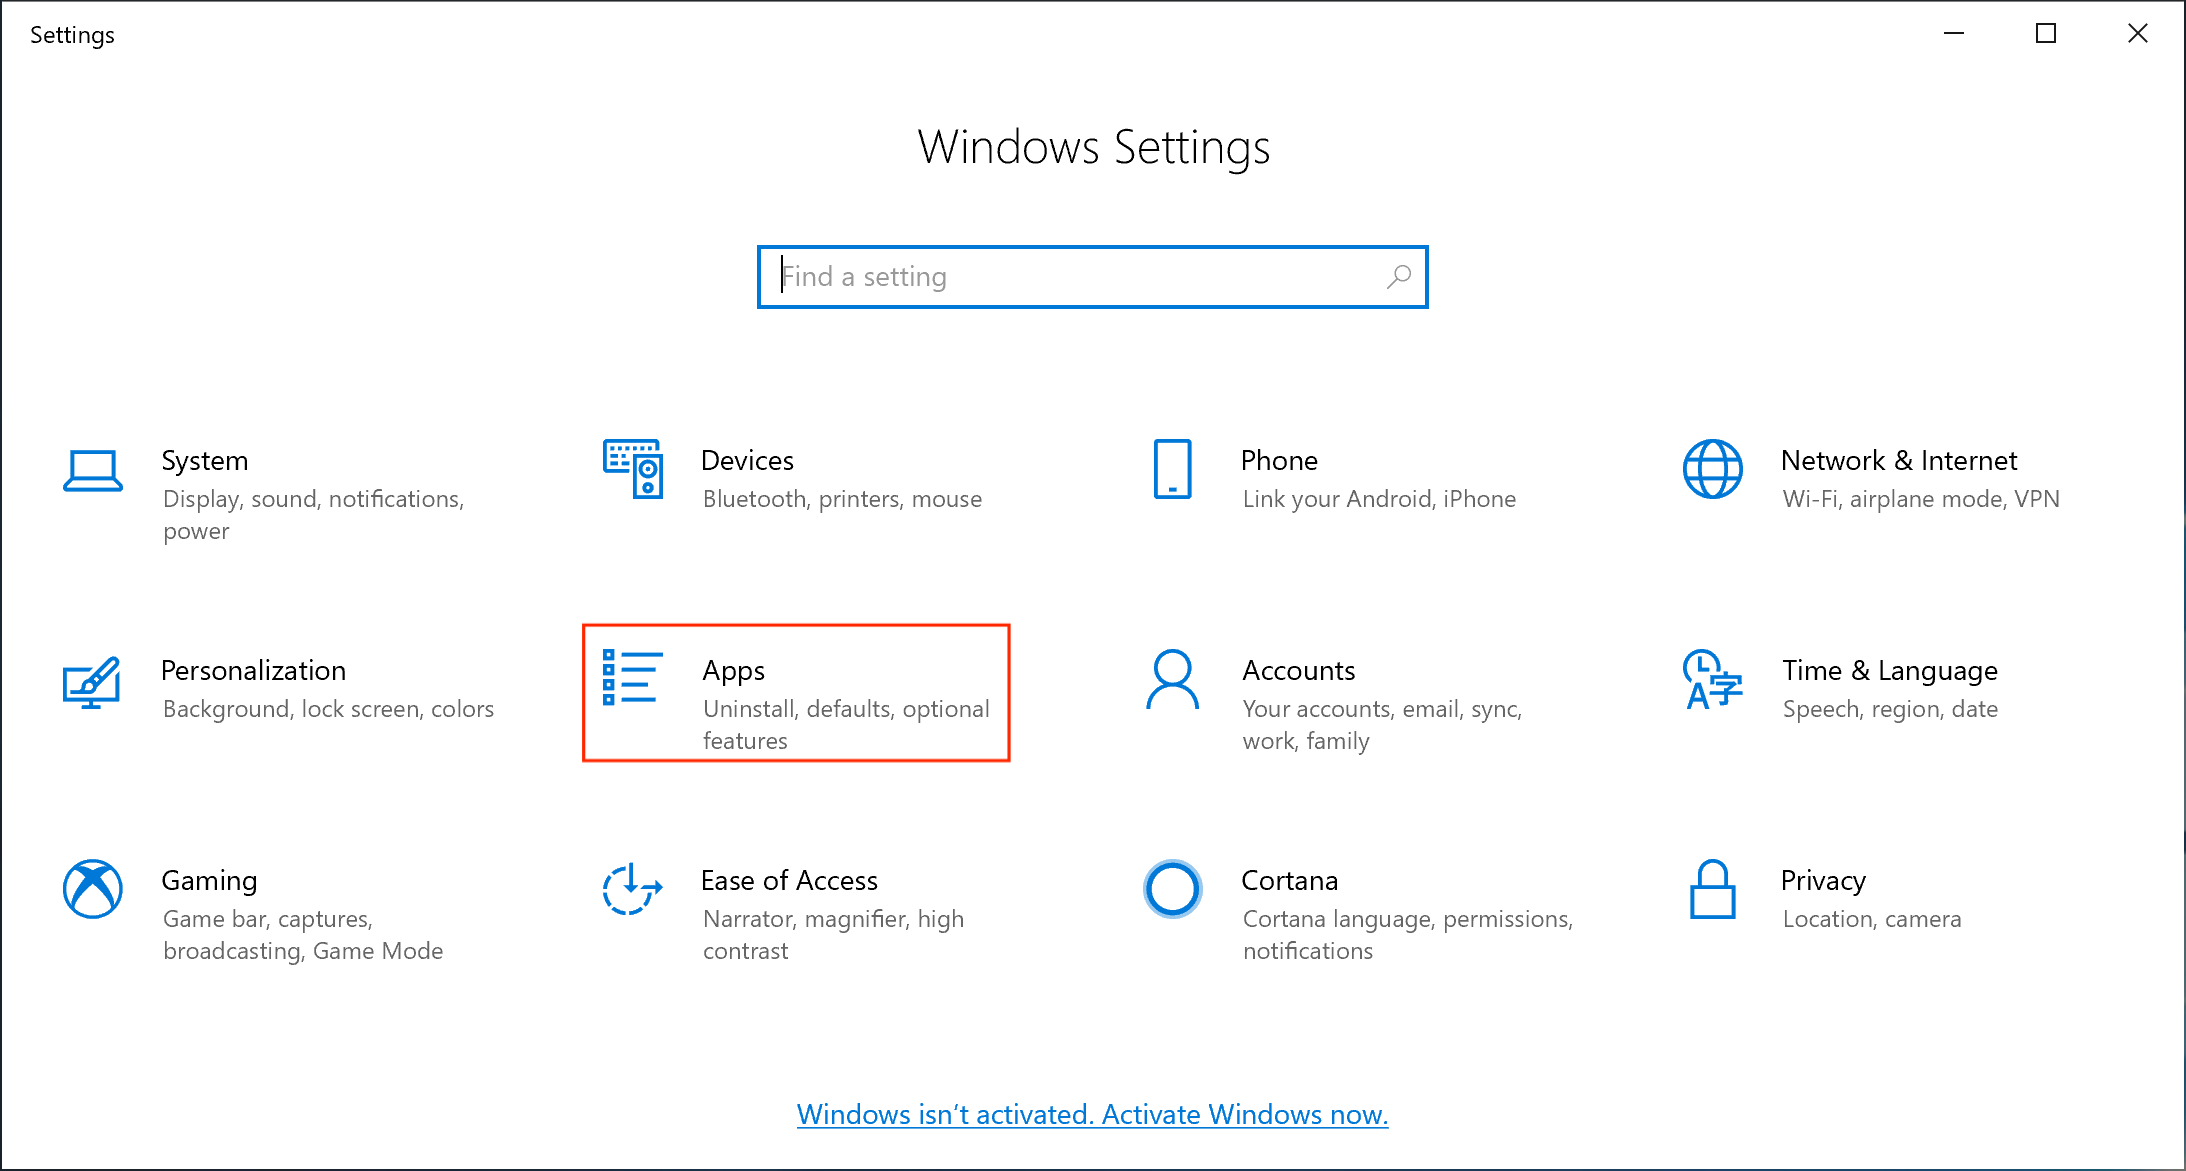 Settings
Windows Settings
Find a setting
System
Display, sound, notifications,
power
Devices
Bluetooth, printers, mouse
Phone
Link your Android, iPhone
Network & Internet
Wi-Fi, airplane mode, VPN
Personalization
Background, lock screen, colors
Apps
Uninstall, defaults, optional
features
Accounts
Your accounts, email, sync,
work, family
Time & Language
Speech, region, date
Gaming
Game bar, captures,
broadcasting, Game Mode
Ease of Access
Narrator, magnifier, high
contrast
Cortana
Cortana language, permissions,
notifications
Privacy
Location, camera
Windows isn't activated. Activate Windows now.